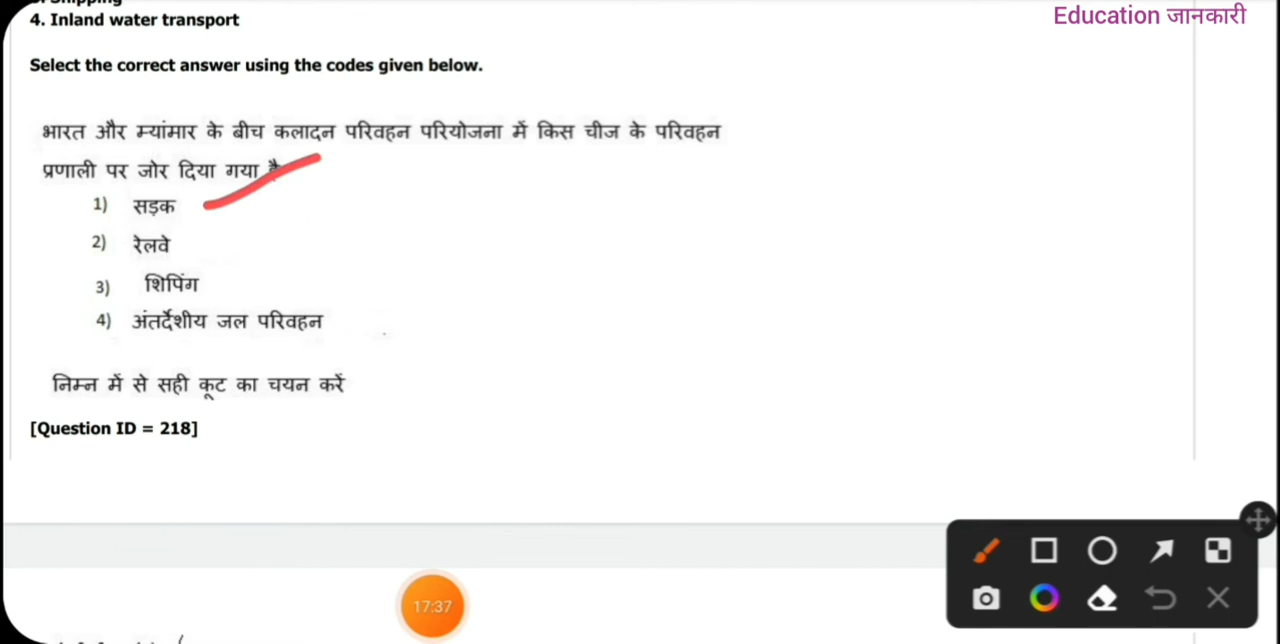 Education जानकारी
4. Inland water transport
Select the correct answer using the codes given below.
भारत और म्यांमार के बीच कलादन परिवहन परियोजना में किस चीज के परिवहन
प्रणाली पर जोर दिया गया है
1) सड़क
2) रेलवे
3) शिपिंग
4) अंतर्देशीय जल परिवहन
निम्न में से सही कूट का चयन करें
[Question ID = 218]
17:37